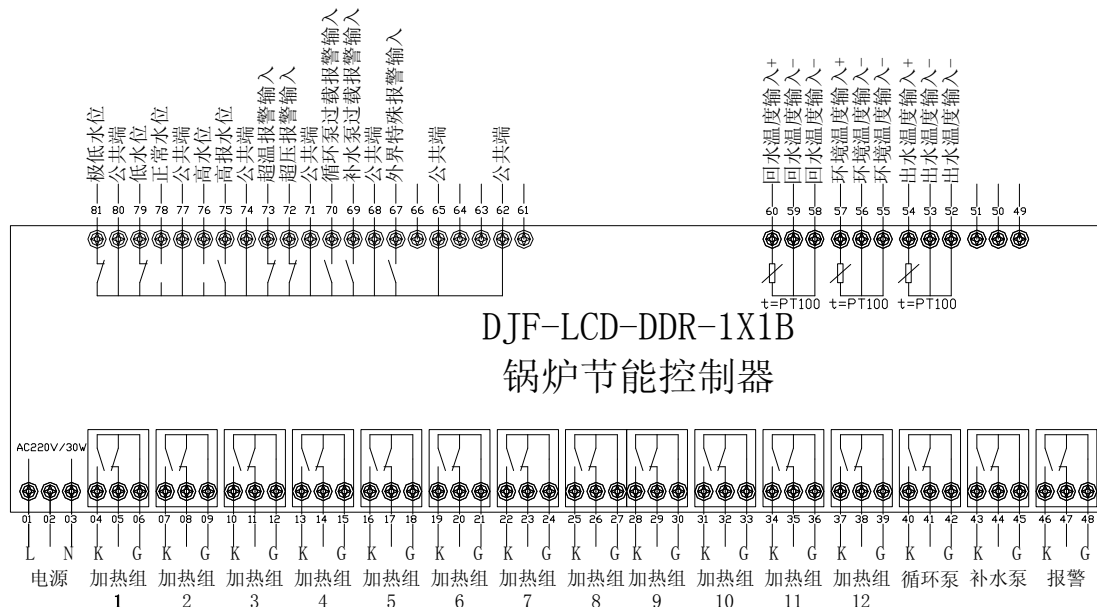 极低水位
公共端
低水位
正常水位
公共端
高水位
高报水位
公共端
超温报警输入
超压报警输入
公共端
循环泵过载报警输入
补水泵过载报警输入
公共端
外界特殊报警输入
公共端
公共端
回水温度输入+
回水温度输入-
回水温度输入-
环境温度输入+
环境温度输入-
环境温度输入-
出水温度输入+
出水温度输入-
出水温度输入-
81 80 79 78 77 76 75 74 73 72 71 70 69 68 67 66 65 64 63 62 61 60 59 58 57 56 55 54 53 52 51 50 49
t=PT100 t=PT100 t=PT100
DJF-LCD-DDR-1X1B
锅炉节能控制器
AC220V/30W
01 02 03 04 05 06 07 08 09 10 11 12 13 14 15 16 17 18 19 20 21 22 23 24 25 26 27 28 29 30 31 32 33 34 35 36 37 38 39 40 41 42 43 44 45 46 47 48
L N K G K G K G K G K G K G K G K G K G K G K G K G K G K G K G
电源 加热组 加热组 加热组 加热组 加热组 加热组 加热组 加热组 加热组 加热组 加热组 加热组 循环泵 补水泵 报警
1 2 3 4 5 6 7 8 9 10 11 12